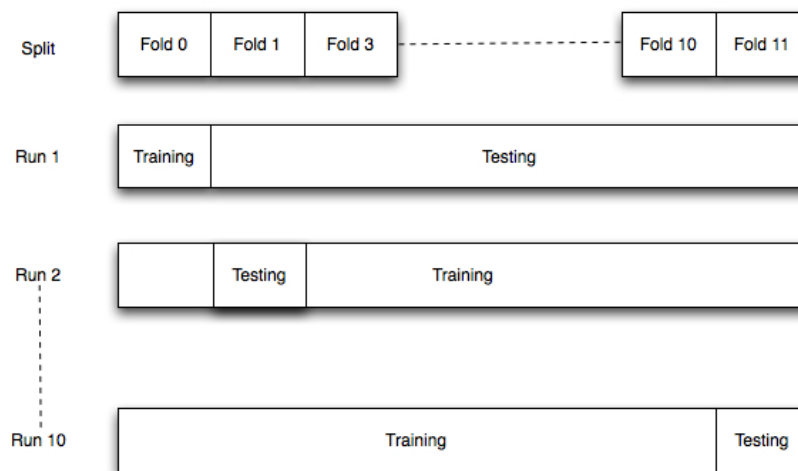 Split Fold 0 Fold 1 Fold 3 Fold 10 Fold 11
Run 1 Training Testing
Run 2 Testing Training
Run 10 Training Testing